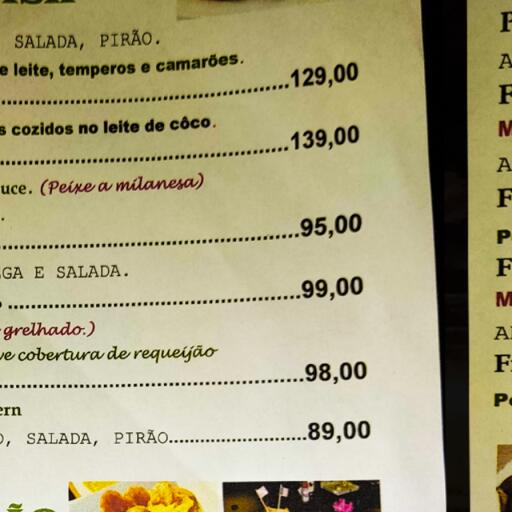 SALADA, PIRÃO.
e leite, temperos e camarões.
129,00
s cozidos no leite de côco.
139,00
uce. (Peixe a milanesa)
95,00
GA E SALADA.
99,00
grelhado.)
ve cobertura de requeijão
98,00
ern
O, SALADA, PIRÃO.......................89,00